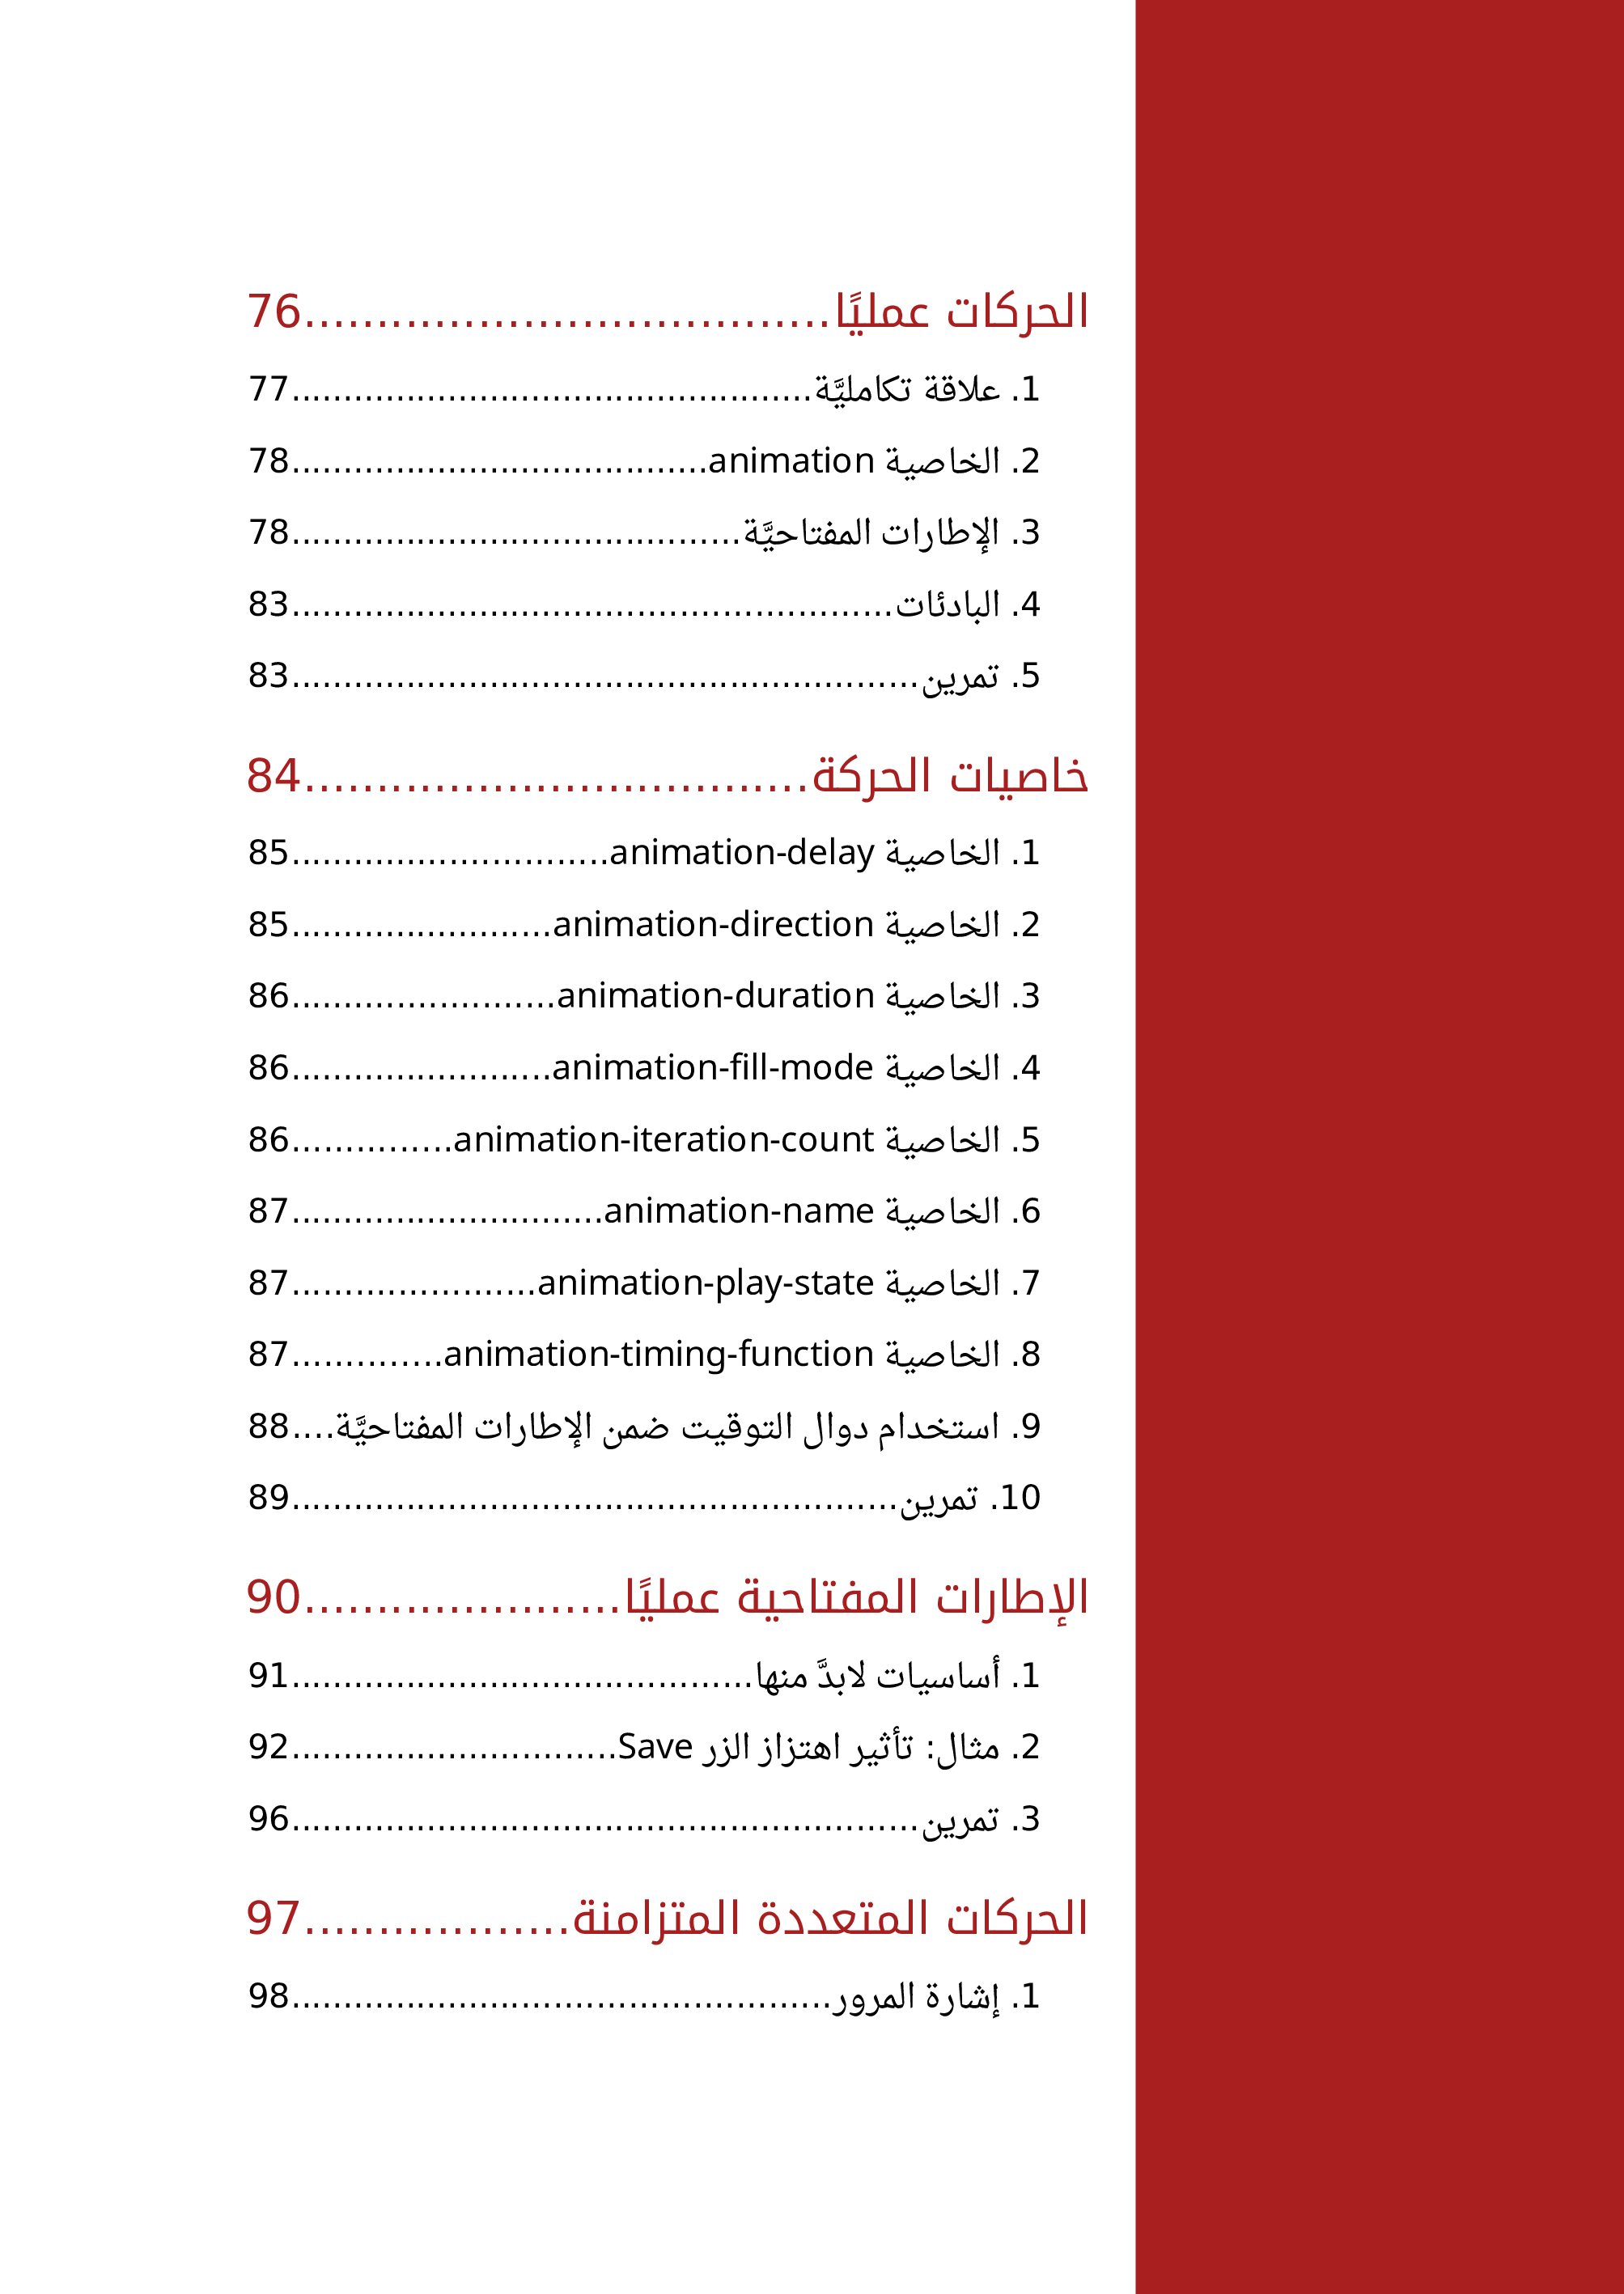 الحركات عمليًا....................................76
1. علاقة تكامليَّة..................................................77
2. الخاصية animation........................................78
3. الإطارات المفتاحيَّة...........................................78
4. البادئات..........................................................83
5. تمرين............................................................83
خاصيات الحركة...................................84
1. الخاصية animation-delay..............................85
2. الخاصية animation-direction.........................85
3. الخاصية animation-duration.........................86
4. الخاصية animation-fill-mode.........................86
5. الخاصية animation-iteration-count...............86
6. الخاصية animation-name..............................87
7. الخاصية animation-play-state.......................87
8. الخاصية animation-timing-function..............87
9. استخدام دوال التوقيت ضمن الإطارات المفتاحيَّة....88
10. تمرين..........................................................89
الإطارات المفتاحية عمليًا......................90
1. أساسيات لابدَّ منها............................................91
2. مثال: تأثير اهتزاز الزر Save...............................92
3. تمرين............................................................96
الحركات المتعددة المتزامنة..................97
1. إشارة المرور....................................................98